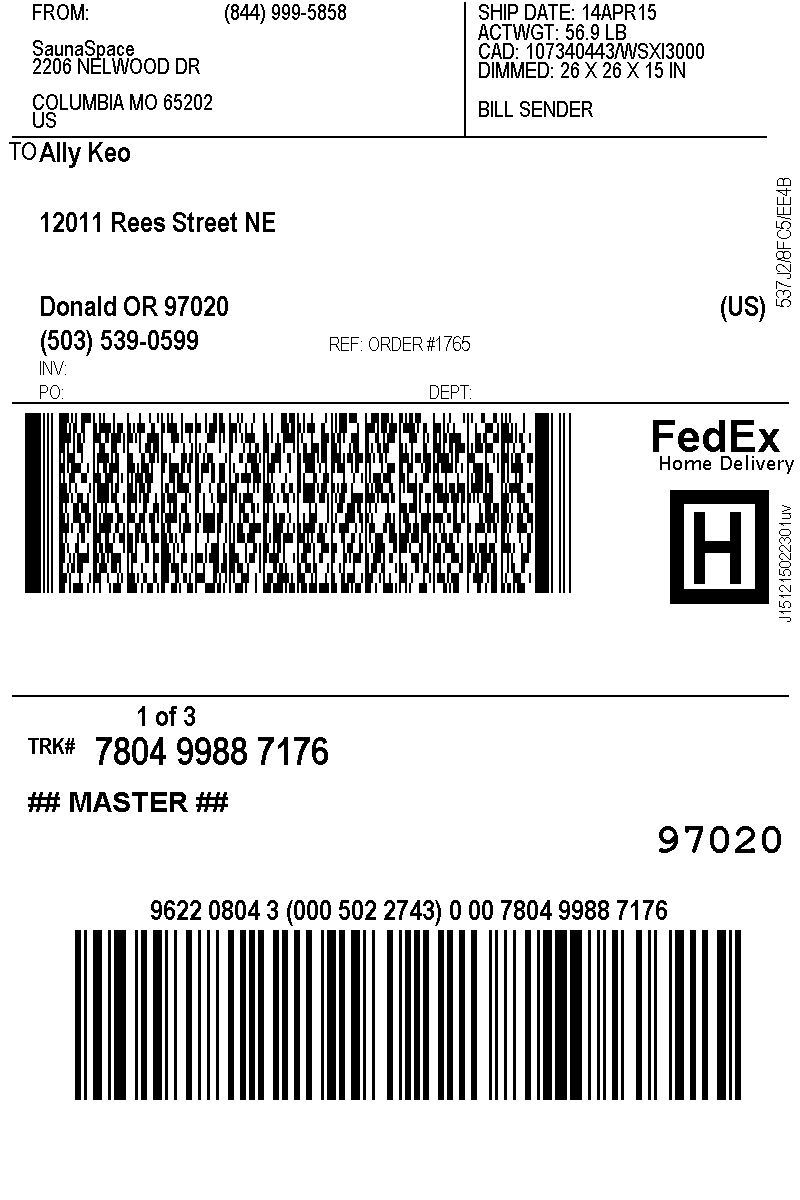 FROM: (844) 999-5858
SaunaSpace
2206 NELWOOD DR
COLUMBIA MO 65202
US
SHIP DATE: 14APR15
ACTWGT: 56.9 LB
CAD: 107340443/WSXI3000
DIMMED: 26 X 26 X 15 IN
BILL SENDER
TO Ally Keo
12011 Rees Street NE
Donald OR 97020 (US)
(503) 539-0599 REF: ORDER #1765
INV:
PO: DEPT:
537J2/8FC5/EE4B
FedEx
Home Delivery
H
J151215022301uv
1 of 3
TRK# 7804 9988 7176
## MASTER ##
97020
9622 0804 3 (000 502 2743) 0 00 7804 9988 7176